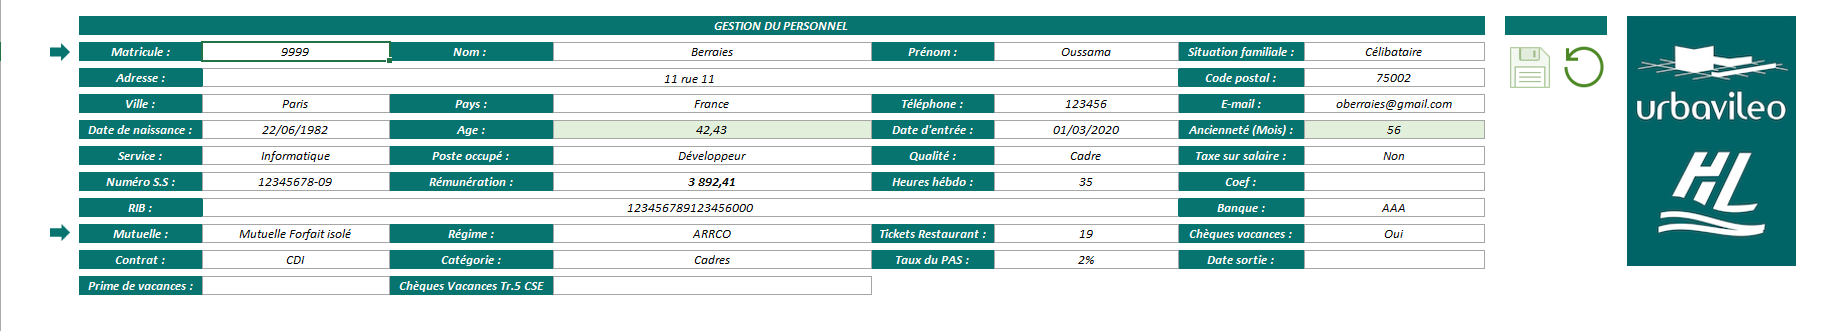 GESTION DU PERSONNEL
Matricule : 9999 Nom : Berraies Prénom : Oussama Situation familiale : Célibataire
Adresse : 11 rue 11 Code postal : 75002
Ville : Paris Pays : France Téléphone : 123456 E-mail : oberraies@gmail.com
Date de naissance : 22/06/1982 Age : 42,43 Date d'entrée : 01/03/2020 Ancienneté (Mois) : 56
Service : Informatique Poste occupé : Développeur Qualité : Cadre Taxe sur salaire : Non
Numéro S.S : 12345678-09 Rémunération : 3 892,41 Heures hébdo : 35 Coef :
RIB : 123456789123456000 Banque : AAA
Mutuelle : Mutuelle Forfait isolé Régime : ARRCO Tickets Restaurant : 19 Chèques vacances : Oui
Contrat : CDI Catégorie : Cadres Taux du PAS : 2% Date sortie :
Prime de vacances : Chèques Vacances Tr.5 CSE
urbavileo
HL